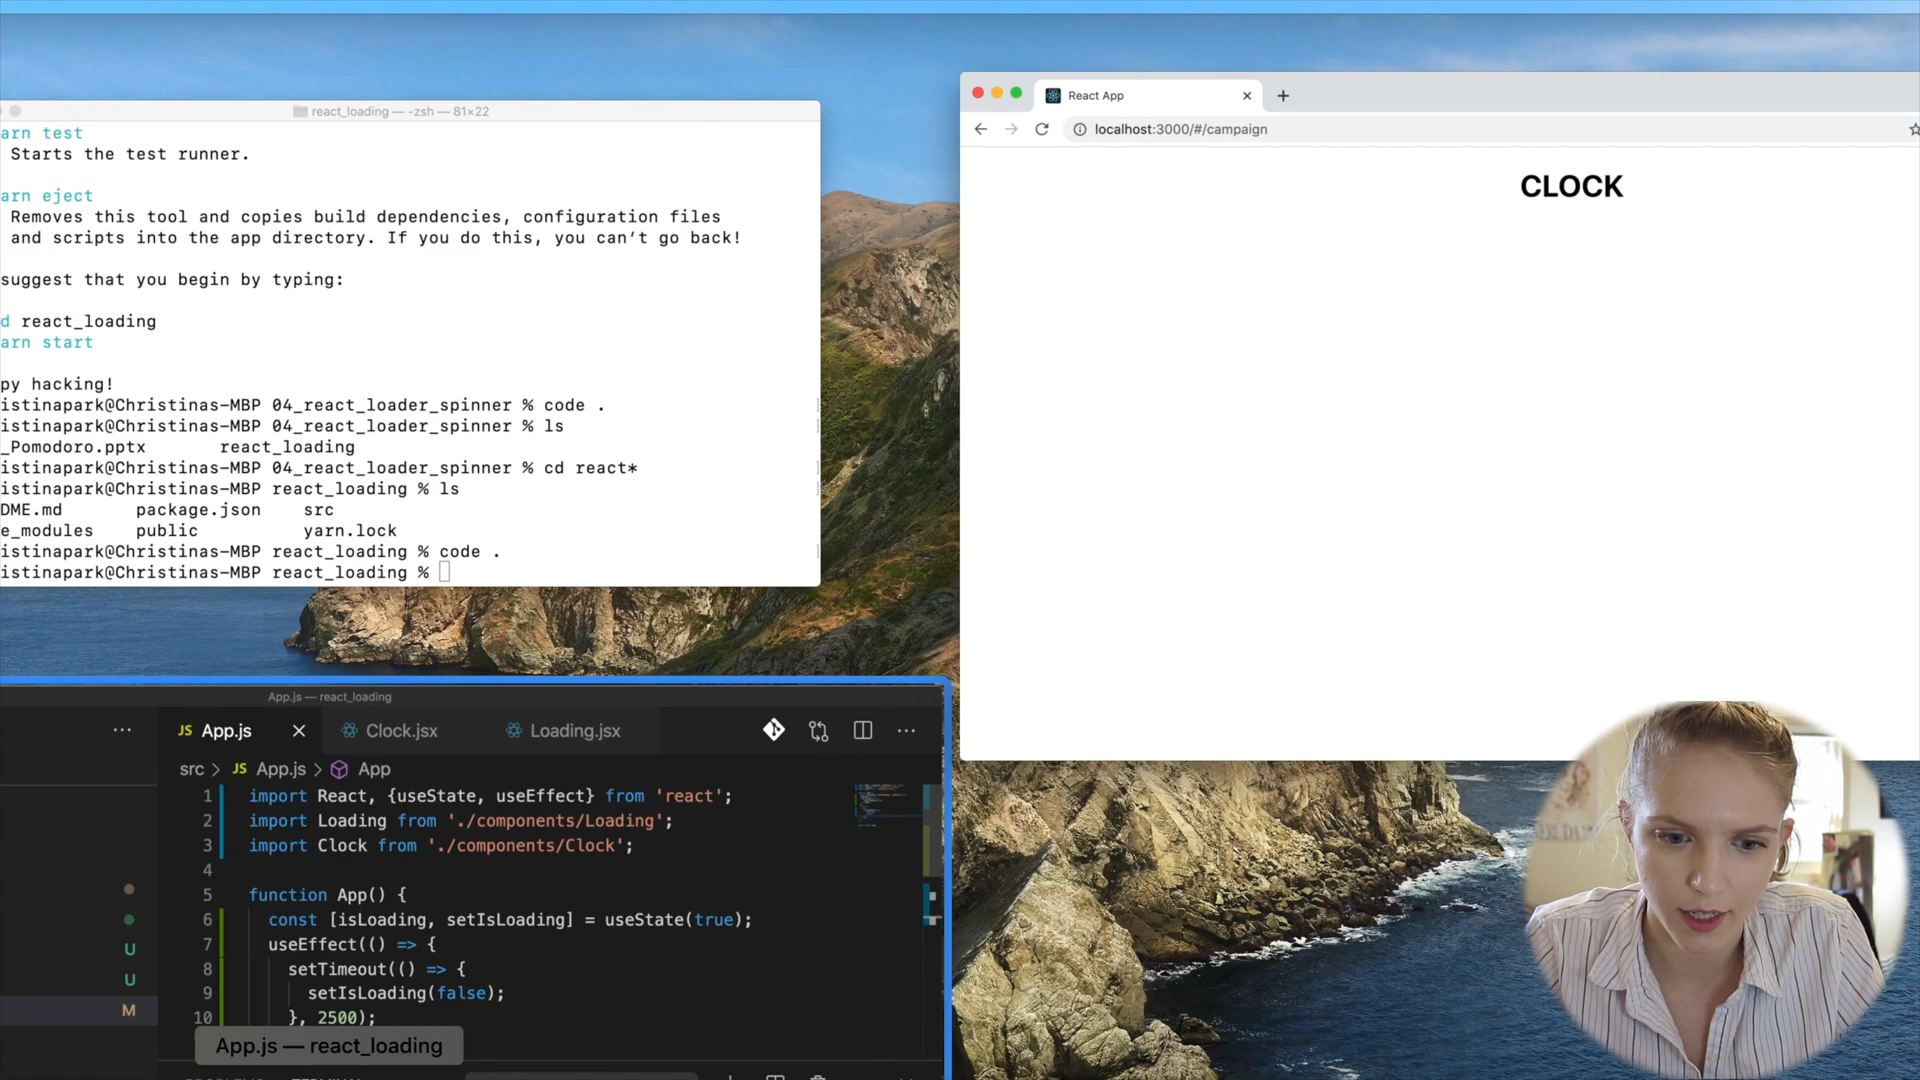 react_loading — -zsh — 81×22
arn test
Starts the test runner.
arn eject
Removes this tool and copies build dependencies, configuration files
and scripts into the app directory. If you do this, you can’t go back!
suggest that you begin by typing:
d react_loading
arn start
py hacking!
istinapark@Christinas-MBP 04_react_loader_spinner % code .
istinapark@Christinas-MBP 04_react_loader_spinner % ls
_Pomodoro.pptx react_loading
istinapark@Christinas-MBP 04_react_loader_spinner % cd react*
istinapark@Christinas-MBP react_loading % ls
DME.md package.json src
e_modules public yarn.lock
istinapark@Christinas-MBP react_loading % code .
istinapark@Christinas-MBP react_loading %
React App
localhost:3000/#/campaign
CLOCK
App.js — react_loading
JS App.js Clock.jsx Loading.jsx
src > JS App.js > App
1 import React, {useState, useEffect} from 'react';
2 import Loading from './components/Loading';
3 import Clock from './components/Clock';
4
5 function App() {
6 const [isLoading, setIsLoading] = useState(true);
7 useEffect(() => {
8 setTimeout(() => {
9 setIsLoading(false);
10 }, 2500);
U
U
M
App.js — react_loading